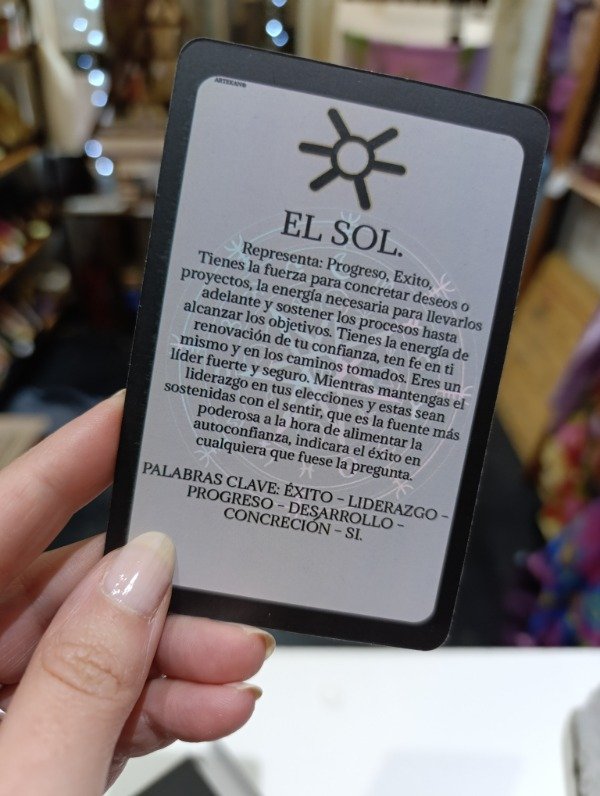 ARTEHANO
EL SOL.
Representa: Progreso, Exito,
Tienes la fuerza para concretar deseos o
proyectos, la energía necesaria para llevarlos
adelante y sostener los procesos hasta
alcanzar los objetivos. Tienes la energía de
renovación de tu confianza, ten fe en ti
mismo y en los caminos tomados. Eres un
líder fuerte y seguro. Mientras mantengas el
liderazgo en tus elecciones y estas sean
sostenidas con el sentir, que es la fuente más
poderosa a la hora de alimentar la
autoconfianza, indicara el éxito en
cualquiera que fuese la pregunta.
PALABRAS CLAVE: ÉXITO - LIDERAZGO -
PROGRESO - DESARROLLO -
CONCRECIÓN - SI.